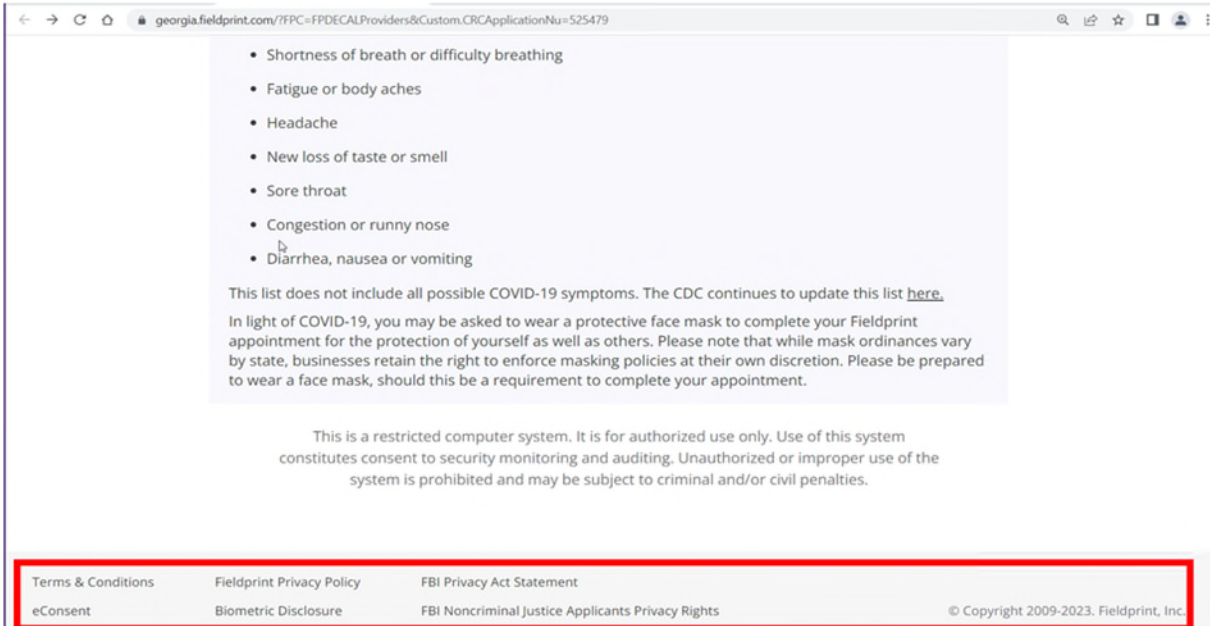 georgia.fieldprint.com/?FPC=FPDECALProviders&Custom.CRCApplicationNu=525479
• Shortness of breath or difficulty breathing
• Fatigue or body aches
• Headache
• New loss of taste or smell
• Sore throat
• Congestion or runny nose
• Diarrhea, nausea or vomiting
This list does not include all possible COVID-19 symptoms. The CDC continues to update this list here.
In light of COVID-19, you may be asked to wear a protective face mask to complete your Fieldprint
appointment for the protection of yourself as well as others. Please note that while mask ordinances vary
by state, businesses retain the right to enforce masking policies at their own discretion. Please be prepared
to wear a face mask, should this be a requirement to complete your appointment.
This is a restricted computer system. It is for authorized use only. Use of this system
constitutes consent to security monitoring and auditing. Unauthorized or improper use of the
system is prohibited and may be subject to criminal and/or civil penalties.
Terms & Conditions Fieldprint Privacy Policy FBI Privacy Act Statement
eConsent Biometric Disclosure FBI Noncriminal Justice Applicants Privacy Rights © Copyright 2009-2023. Fieldprint, Inc.